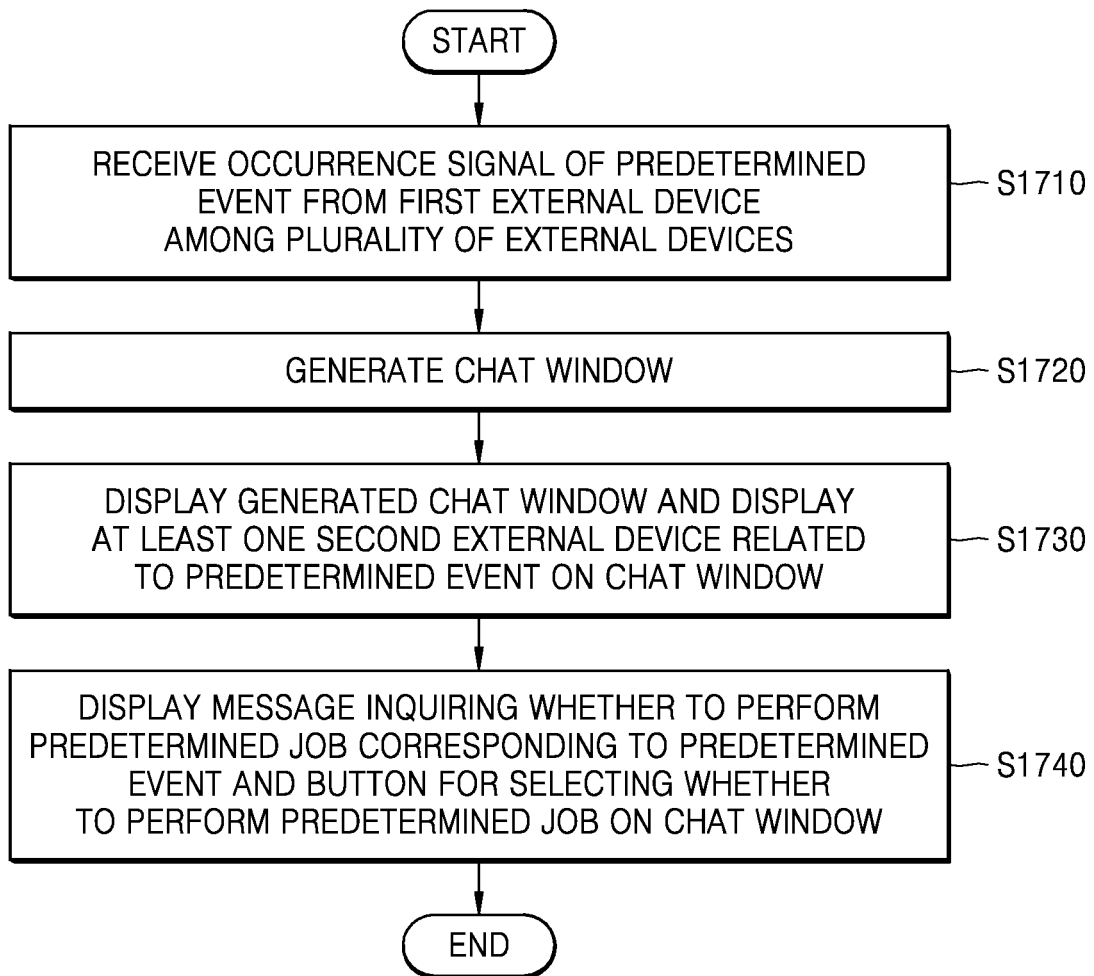 START
RECEIVE OCCURRENCE SIGNAL OF PREDETERMINED
EVENT FROM FIRST EXTERNAL DEVICE
AMONG PLURALITY OF EXTERNAL DEVICES
S1710
GENERATE CHAT WINDOW
S1720
DISPLAY GENERATED CHAT WINDOW AND DISPLAY
AT LEAST ONE SECOND EXTERNAL DEVICE RELATED
TO PREDETERMINED EVENT ON CHAT WINDOW
S1730
DISPLAY MESSAGE INQUIRING WHETHER TO PERFORM
PREDETERMINED JOB CORRESPONDING TO PREDETERMINED
EVENT AND BUTTON FOR SELECTING WHETHER
TO PERFORM PREDETERMINED JOB ON CHAT WINDOW
S1740
END